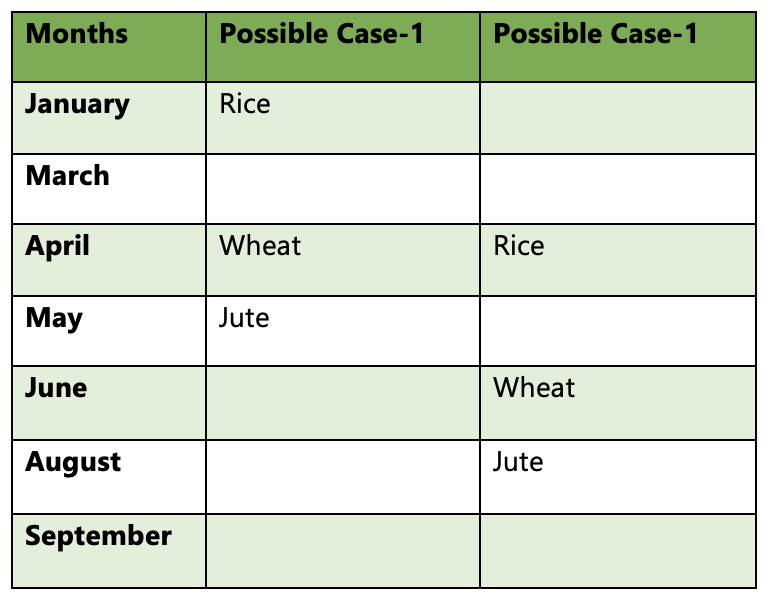 Months Possible Case-1 Possible Case-1
January Rice
March
April Wheat Rice
May Jute
June Wheat
August Jute
September